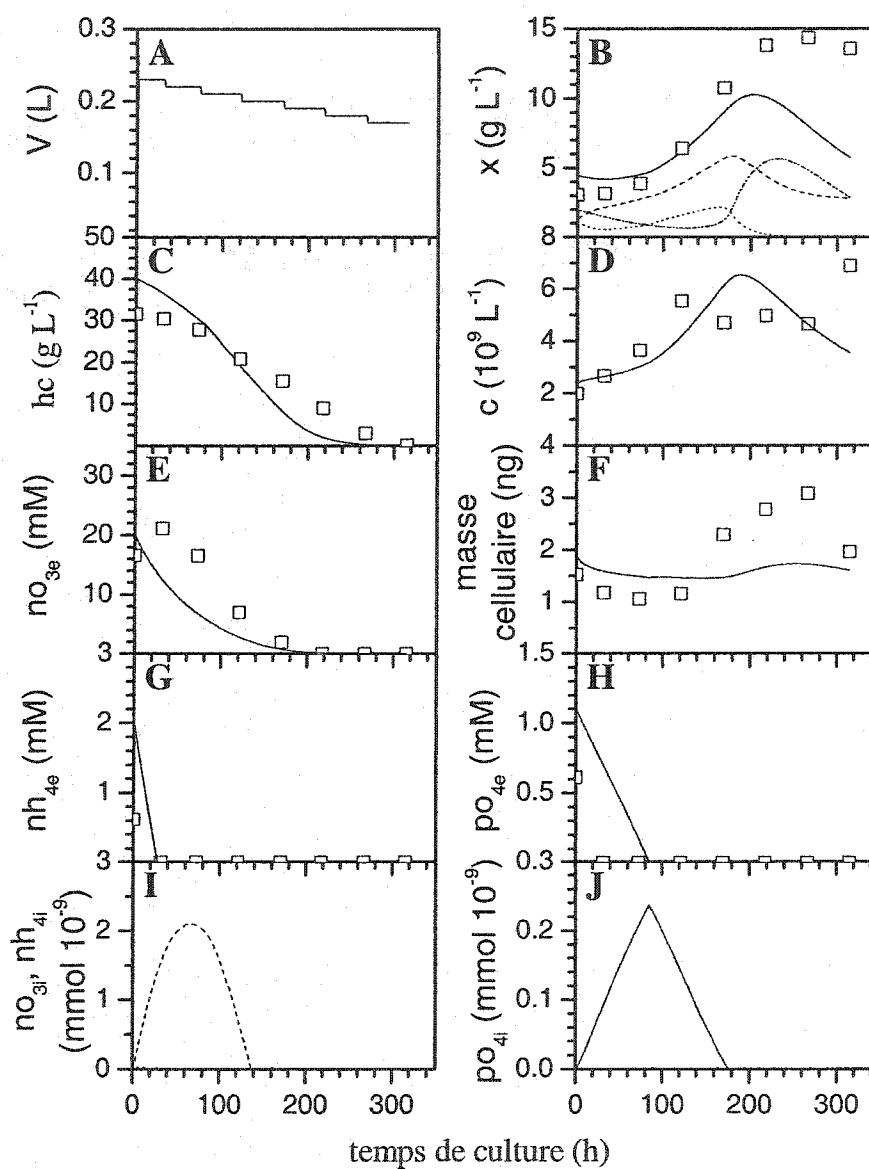 0.3
A
0.2
0.1
50
V (L)
15
B
10
5
8
x (g L⁻¹)
C
40
30
20
10
hc (g L⁻¹)
D
6
4
2
4
c (10⁹ L⁻¹)
E
30
20
10
3
no₃ₑ (mM)
F
3
2
1
1.5
masse
cellulaire (ng)
G
2
1
3
nh₄ₑ (mM)
H
1.0
0.5
0.3
po₄ₑ (mM)
I
2
1
0
no₃ᵢ, nh₄ᵢ
(mmol 10⁻⁹)
J
0.2
0.1
0.0
po₄ᵢ (mmol 10⁻⁹)
0 100 200 300
0 100 200 300
temps de culture (h)